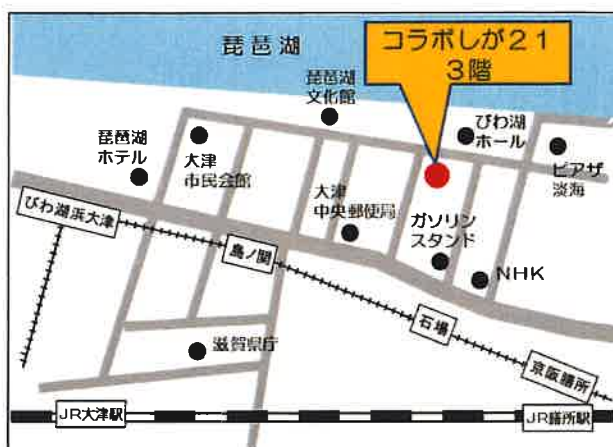 琵琶湖
コラボしが２１
３階
琵琶湖
文化館
びわ湖
ホール
琵琶湖
ホテル
大津
市民会館
ピアザ
淡海
大津
中央郵便局
ガソリン
スタンド
びわ湖浜大津
島ノ関
NHK
石場
滋賀県庁
京阪膳所
JR大津駅
JR膳所駅